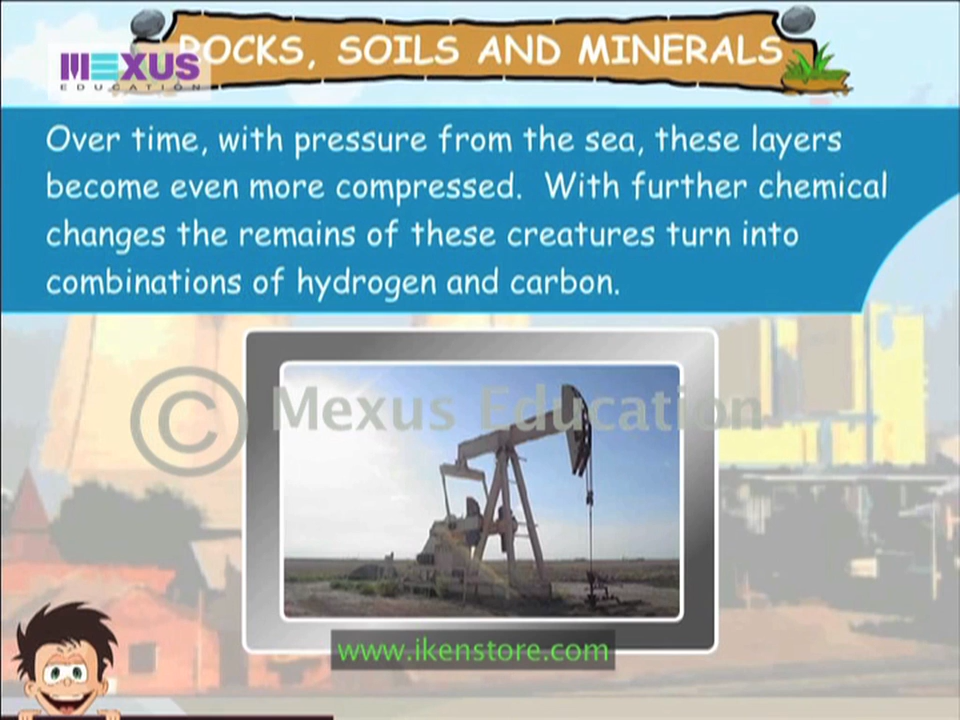 ROCKS, SOILS AND MINERALS
MEXUS
EDUCATION
Over time, with pressure from the sea, these layers
become even more compressed. With further chemical
changes the remains of these creatures turn into
combinations of hydrogen and carbon.
© Mexus Education
www.ikenstore.com